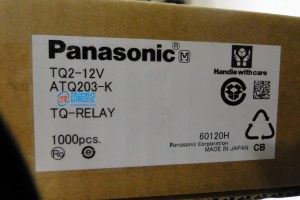 Panasonic® M
TQ2-12V
ATQ203-K
TQ-RELAY
1000pcs.
Handle with care
60120H
Panasonic Corporation
MADE IN JAPAN
CB